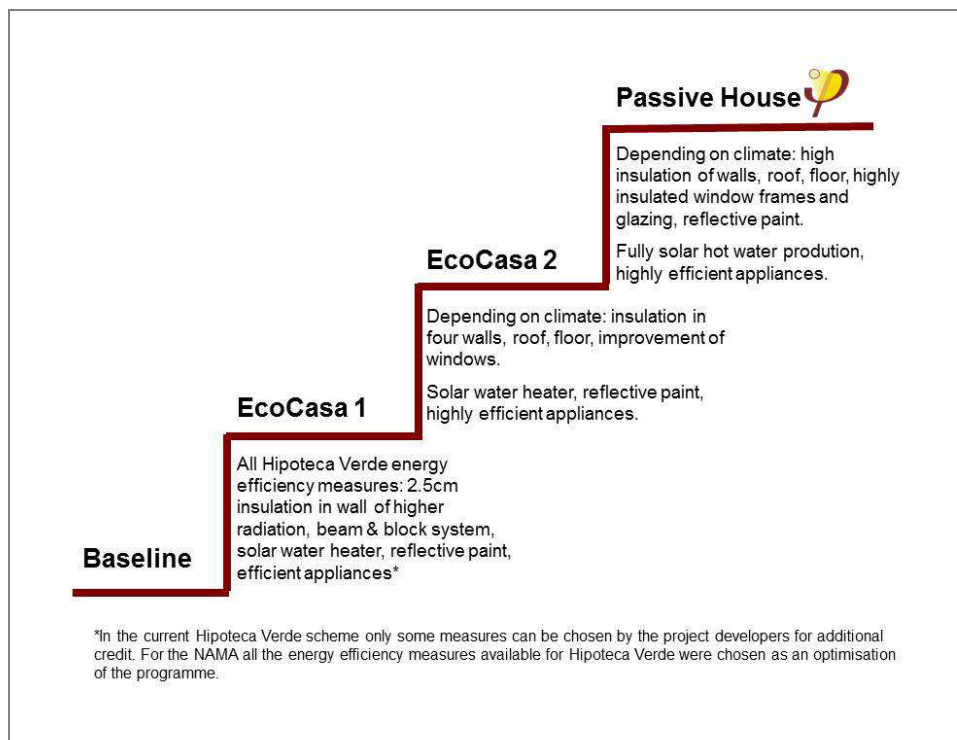 Passive House
Depending on climate: high
insulation of walls, roof, floor, highly
insulated window frames and
glazing, reflective paint.
Fully solar hot water prodution,
highly efficient appliances.
EcoCasa 2
Depending on climate: insulation in
four walls, roof, floor, improvement of
windows.
Solar water heater, reflective paint,
highly efficient appliances.
EcoCasa 1
All Hipoteca Verde energy
efficiency measures: 2.5cm
insulation in wall of higher
radiation, beam & block system,
solar water heater, reflective paint,
efficient appliances*
Baseline
*In the current Hipoteca Verde scheme only some measures can be chosen by the project developers for additional
credit. For the NAMA all the energy efficiency measures available for Hipoteca Verde were chosen as an optimisation
of the programme.